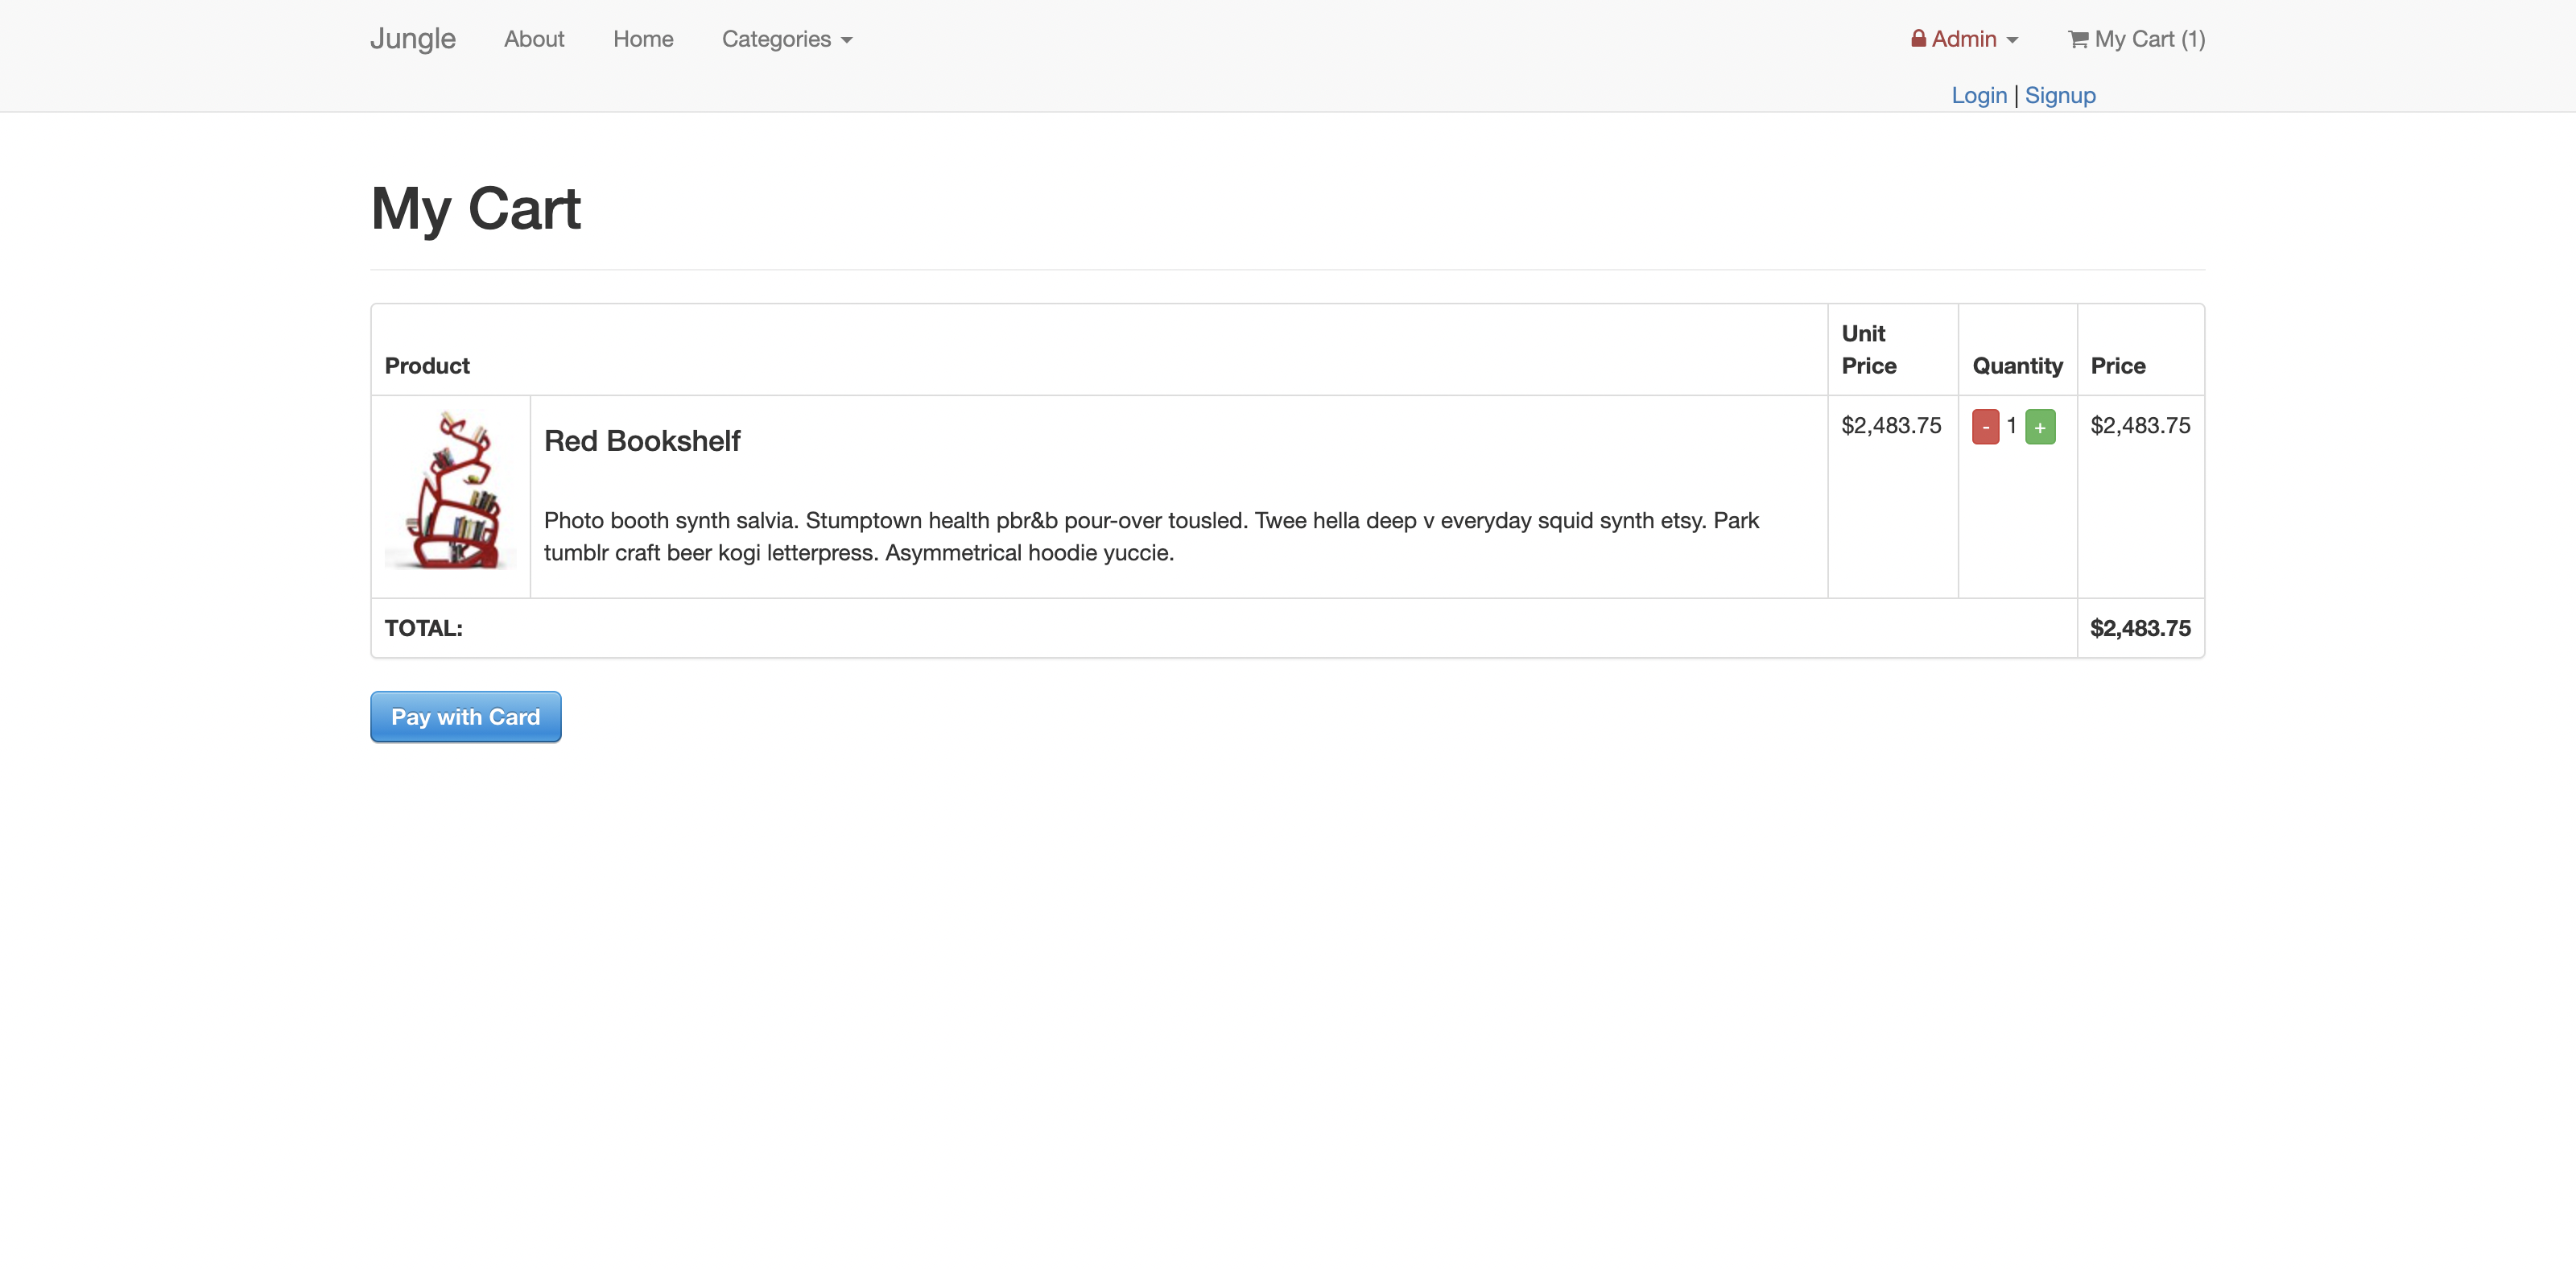 Jungle About Home Categories Admin My Cart (1)
Login | Signup
My Cart
Product Unit Price Quantity Price
Red Bookshelf $2,483.75 - 1 + $2,483.75
Photo booth synth salvia. Stumptown health pbr&b pour-over tousled. Twee hella deep v everyday squid synth etsy. Park
tumblr craft beer kogi letterpress. Asymmetrical hoodie yuccie.
TOTAL: $2,483.75
Pay with Card